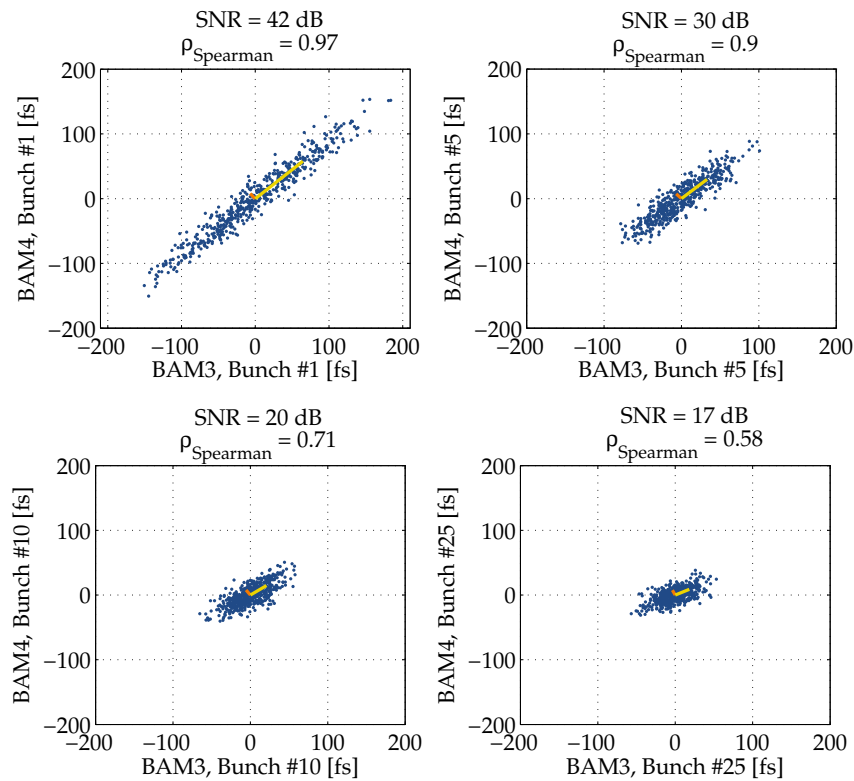 SNR = 42 dB
ρSpearman = 0.97
200
100
0
−100
−200
BAM4, Bunch #1 [fs]
−200 −100 0 100 200
BAM3, Bunch #1 [fs]
SNR = 30 dB
ρSpearman = 0.9
200
100
0
−100
−200
BAM4, Bunch #5 [fs]
−200 −100 0 100 200
BAM3, Bunch #5 [fs]
SNR = 20 dB
ρSpearman = 0.71
200
100
0
−100
−200
BAM4, Bunch #10 [fs]
−200 −100 0 100 200
BAM3, Bunch #10 [fs]
SNR = 17 dB
ρSpearman = 0.58
200
100
0
−100
−200
BAM4, Bunch #25 [fs]
−200 −100 0 100 200
BAM3, Bunch #25 [fs]